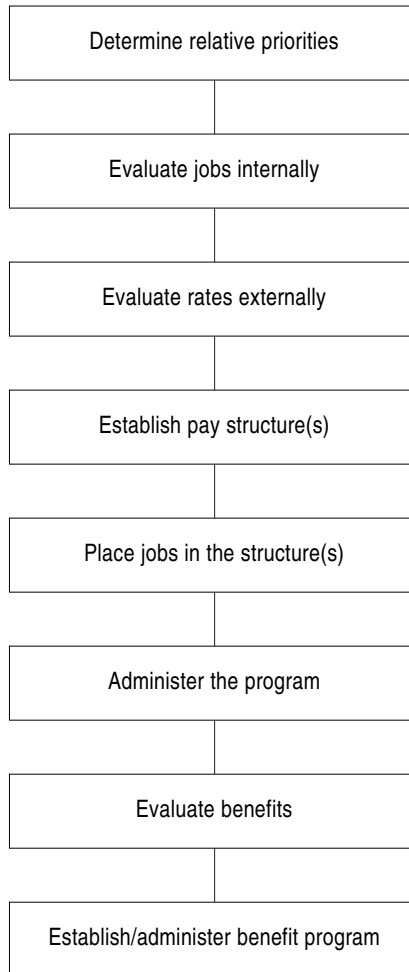 Determine relative priorities
Evaluate jobs internally
Evaluate rates externally
Establish pay structure(s)
Place jobs in the structure(s)
Administer the program
Evaluate benefits
Establish/administer benefit program